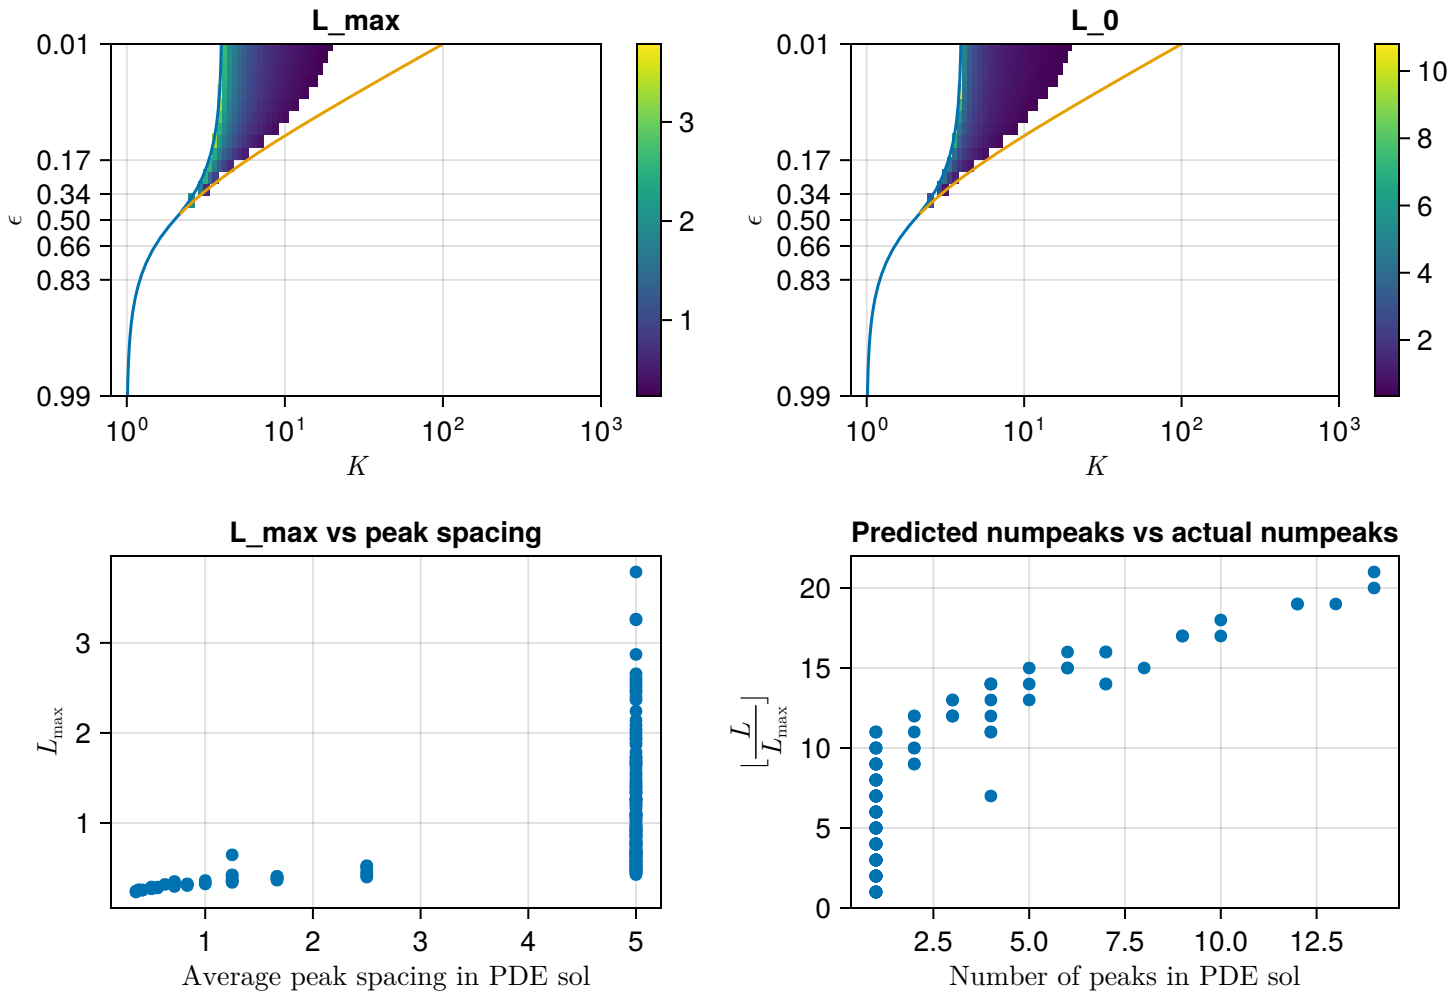 L_max
L_0
0.01
0.17
0.34
0.50
0.66
0.83
0.99
ϵ
10⁰ 10¹ 10² 10³
K
3
2
1
0.01
0.17
0.34
0.50
0.66
0.83
0.99
ϵ
10⁰ 10¹ 10² 10³
K
10
8
6
4
2
L_max vs peak spacing
3
2
1
L_max
1 2 3 4 5
Average peak spacing in PDE sol
Predicted numpeaks vs actual numpeaks
20
15
10
5
0
⌊L/L_max⌋
2.5 5.0 7.5 10.0 12.5
Number of peaks in PDE sol